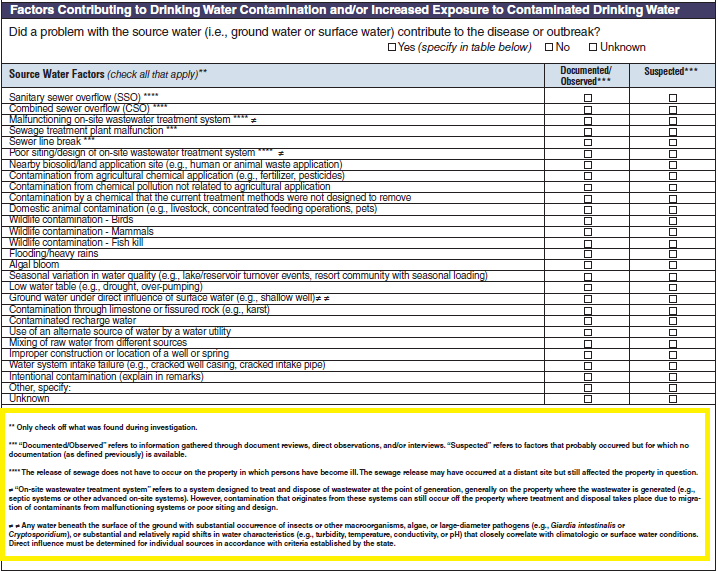 Factors Contributing to Drinking Water Contamination and/or Increased Exposure to Contaminated Drinking Water
Did a problem with the source water (i.e., ground water or surface water) contribute to the disease or outbreak?
☐Yes (specify in table below) ☐No ☐Unknown
Source Water Factors (check all that apply)** Documented/ Observed*** Suspected***
Sanitary sewer overflow (SSO) **** ☐ ☐
Combined sewer overflow (CSO) **** ☐ ☐
Malfunctioning on-site wastewater treatment system **** ≠ ☐ ☐
Sewage treatment plant malfunction *** ☐ ☐
Sewer line break *** ☐ ☐
Poor siting/design of on-site wastewater treatment system **** ≠ ☐ ☐
Nearby biosolid/land application site (e.g., human or animal waste application) ☐ ☐
Contamination from agricultural chemical application (e.g., fertilizer, pesticides) ☐ ☐
Contamination from chemical pollution not related to agricultural application ☐ ☐
Contamination by a chemical that the current treatment methods were not designed to remove ☐ ☐
Domestic animal contamination (e.g., livestock, concentrated feeding operations, pets) ☐ ☐
Wildlife contamination - Birds ☐ ☐
Wildlife contamination - Mammals ☐ ☐
Wildlife contamination - Fish kill ☐ ☐
Flooding/heavy rains ☐ ☐
Algal bloom ☐ ☐
Seasonal variation in water quality (e.g., lake/reservoir turnover events, resort community with seasonal loading) ☐ ☐
Low water table (e.g., drought, over-pumping) ☐ ☐
Ground water under direct influence of surface water (e.g., shallow well)≠ ≠ ☐ ☐
Contamination through limestone or fissured rock (e.g., karst) ☐ ☐
Contaminated recharge water ☐ ☐
Use of an alternate source of water by a water utility ☐ ☐
Mixing of raw water from different sources ☐ ☐
Improper construction or location of a well or spring ☐ ☐
Water system intake failure (e.g., cracked well casing, cracked intake pipe) ☐ ☐
Intentional contamination (explain in remarks) ☐ ☐
Other, specify: ☐ ☐
Unknown ☐ ☐
** Only check off what was found during investigation.
*** “Documented/Observed” refers to information gathered through document reviews, direct observations, and/or interviews. “Suspected” refers to factors that probably occurred but for which no
documentation (as defined previously) is available.
**** The release of sewage does not have to occur on the property in which persons have become ill. The sewage release may have occurred at a distant site but still affected the property in question.
≠ “On-site wastewater treatment system” refers to a system designed to treat and dispose of wastewater at the point of generation, generally on the property where the wastewater is generated (e.g.,
septic systems or other advanced on-site systems). However, contamination that originates from these systems can still occur off the property where treatment and disposal takes place due to migra-
tion of contaminants from malfunctioning systems or poor siting and design.
≠ ≠ Any water beneath the surface of the ground with substantial occurrence of insects or other macroorganisms, algae, or large-diameter pathogens (e.g., Giardia intestinalis or
Cryptosporidium), or substantial and relatively rapid shifts in water characteristics (e.g., turbidity, temperature, conductivity, or pH) that closely correlate with climatologic or surface water conditions.
Direct influence must be determined for individual sources in accordance with criteria established by the state.